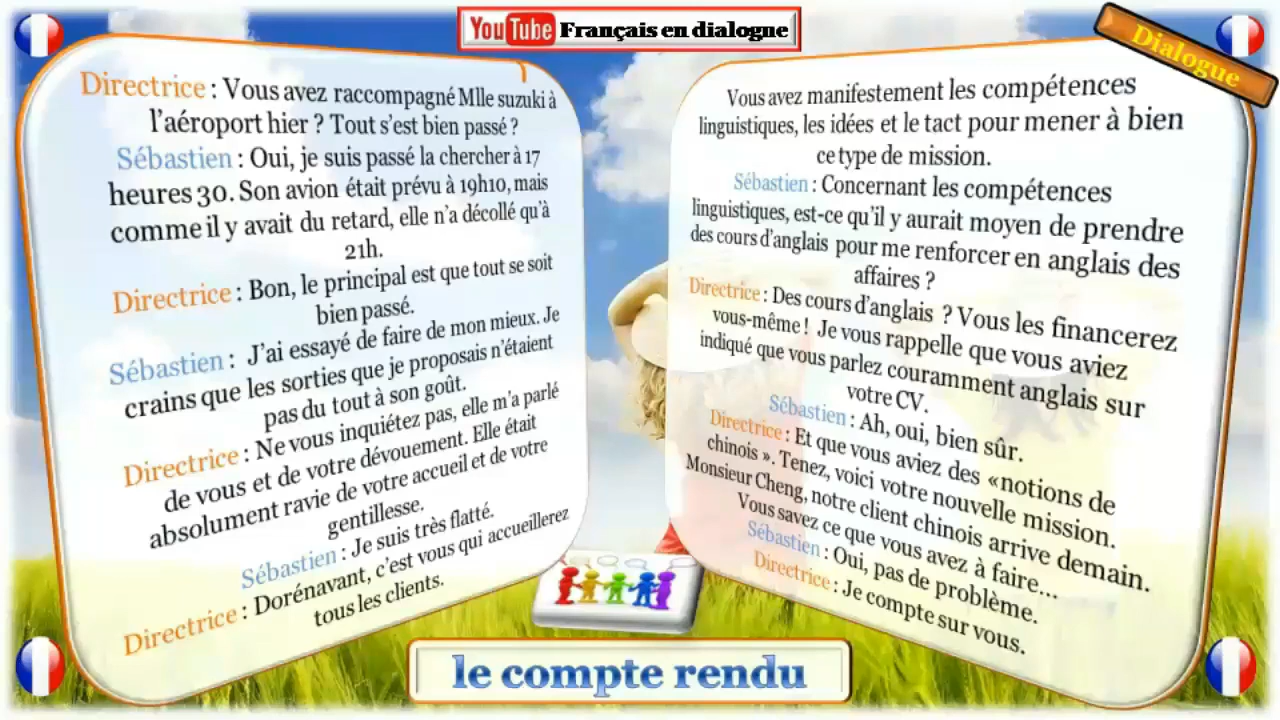 YouTube Français en dialogue
Dialogue
Directrice : Vous avez raccompagné Mlle suzuki à
l'aéroport hier ? Tout s'est bien passé ?
Sébastien : Oui, je suis passé la chercher à 17
heures 30. Son avion était prévu à 19h10, mais
comme il y avait du retard, elle n'a décollé qu'à
21h.
Directrice : Bon, le principal est que tout se soit
bien passé.
Sébastien : J'ai essayé de faire de mon mieux. Je
crains que les sorties que je proposais n'étaient
pas du tout à son goût.
Directrice : Ne vous inquiétez pas, elle m'a parlé
de vous et de votre dévouement. Elle était
absolument ravie de votre accueil et de votre
gentillesse.
Sébastien : Je suis très flatté.
Directrice : Dorénavant, c'est vous qui accueillerez
tous les clients.
Vous avez manifestement les compétences
linguistiques, les idées et le tact pour mener à bien
ce type de mission.
Sébastien : Concernant les compétences
linguistiques, est-ce qu'il y aurait moyen de prendre
des cours d'anglais pour me renforcer en anglais des
affaires ?
Directrice : Des cours d'anglais ? Vous les financerez
vous-même ! Je vous rappelle que vous aviez
indiqué que vous parlez couramment anglais sur
votre CV.
Sébastien : Ah, oui, bien sûr.
Directrice : Et que vous aviez des «notions de
chinois ». Tenez, voici votre nouvelle mission.
Monsieur Cheng, notre client chinois arrive demain.
Vous savez ce que vous avez à faire...
Sébastien : Oui, pas de problème.
Directrice : Je compte sur vous.
le compte rendu